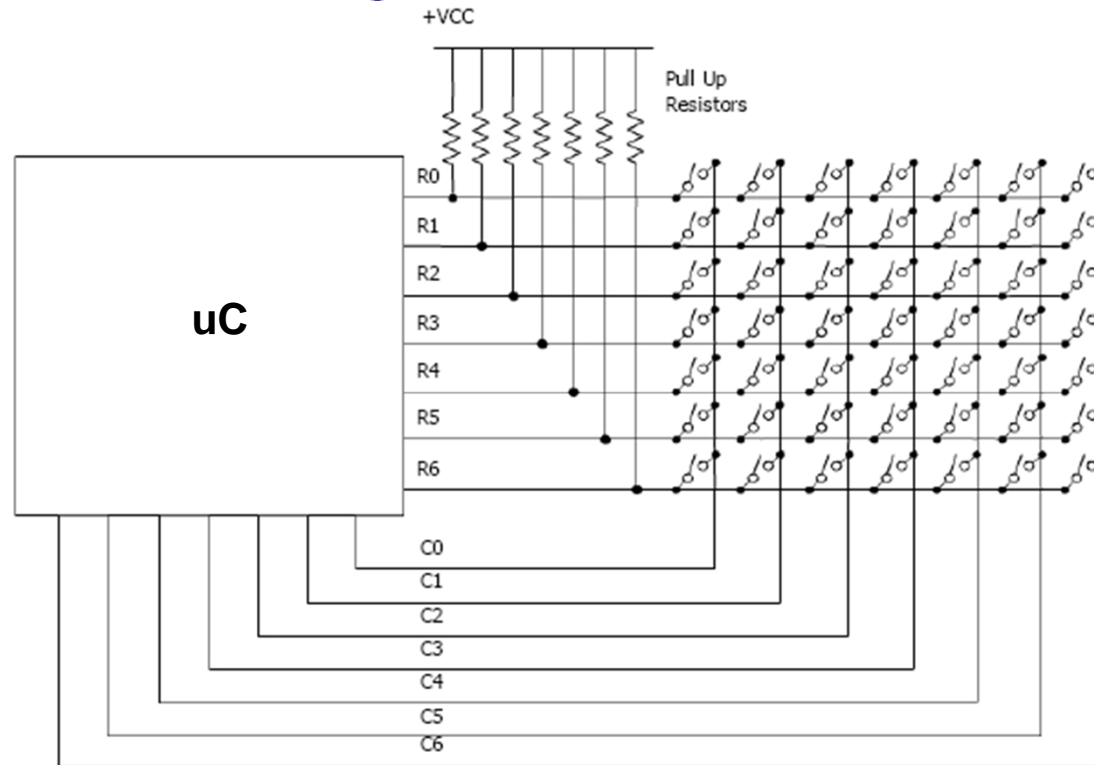 +VCC
Pull Up
Resistors
R0
R1
R2
uC
R3
R4
R5
R6
C0
C1
C2
C3
C4
C5
C6